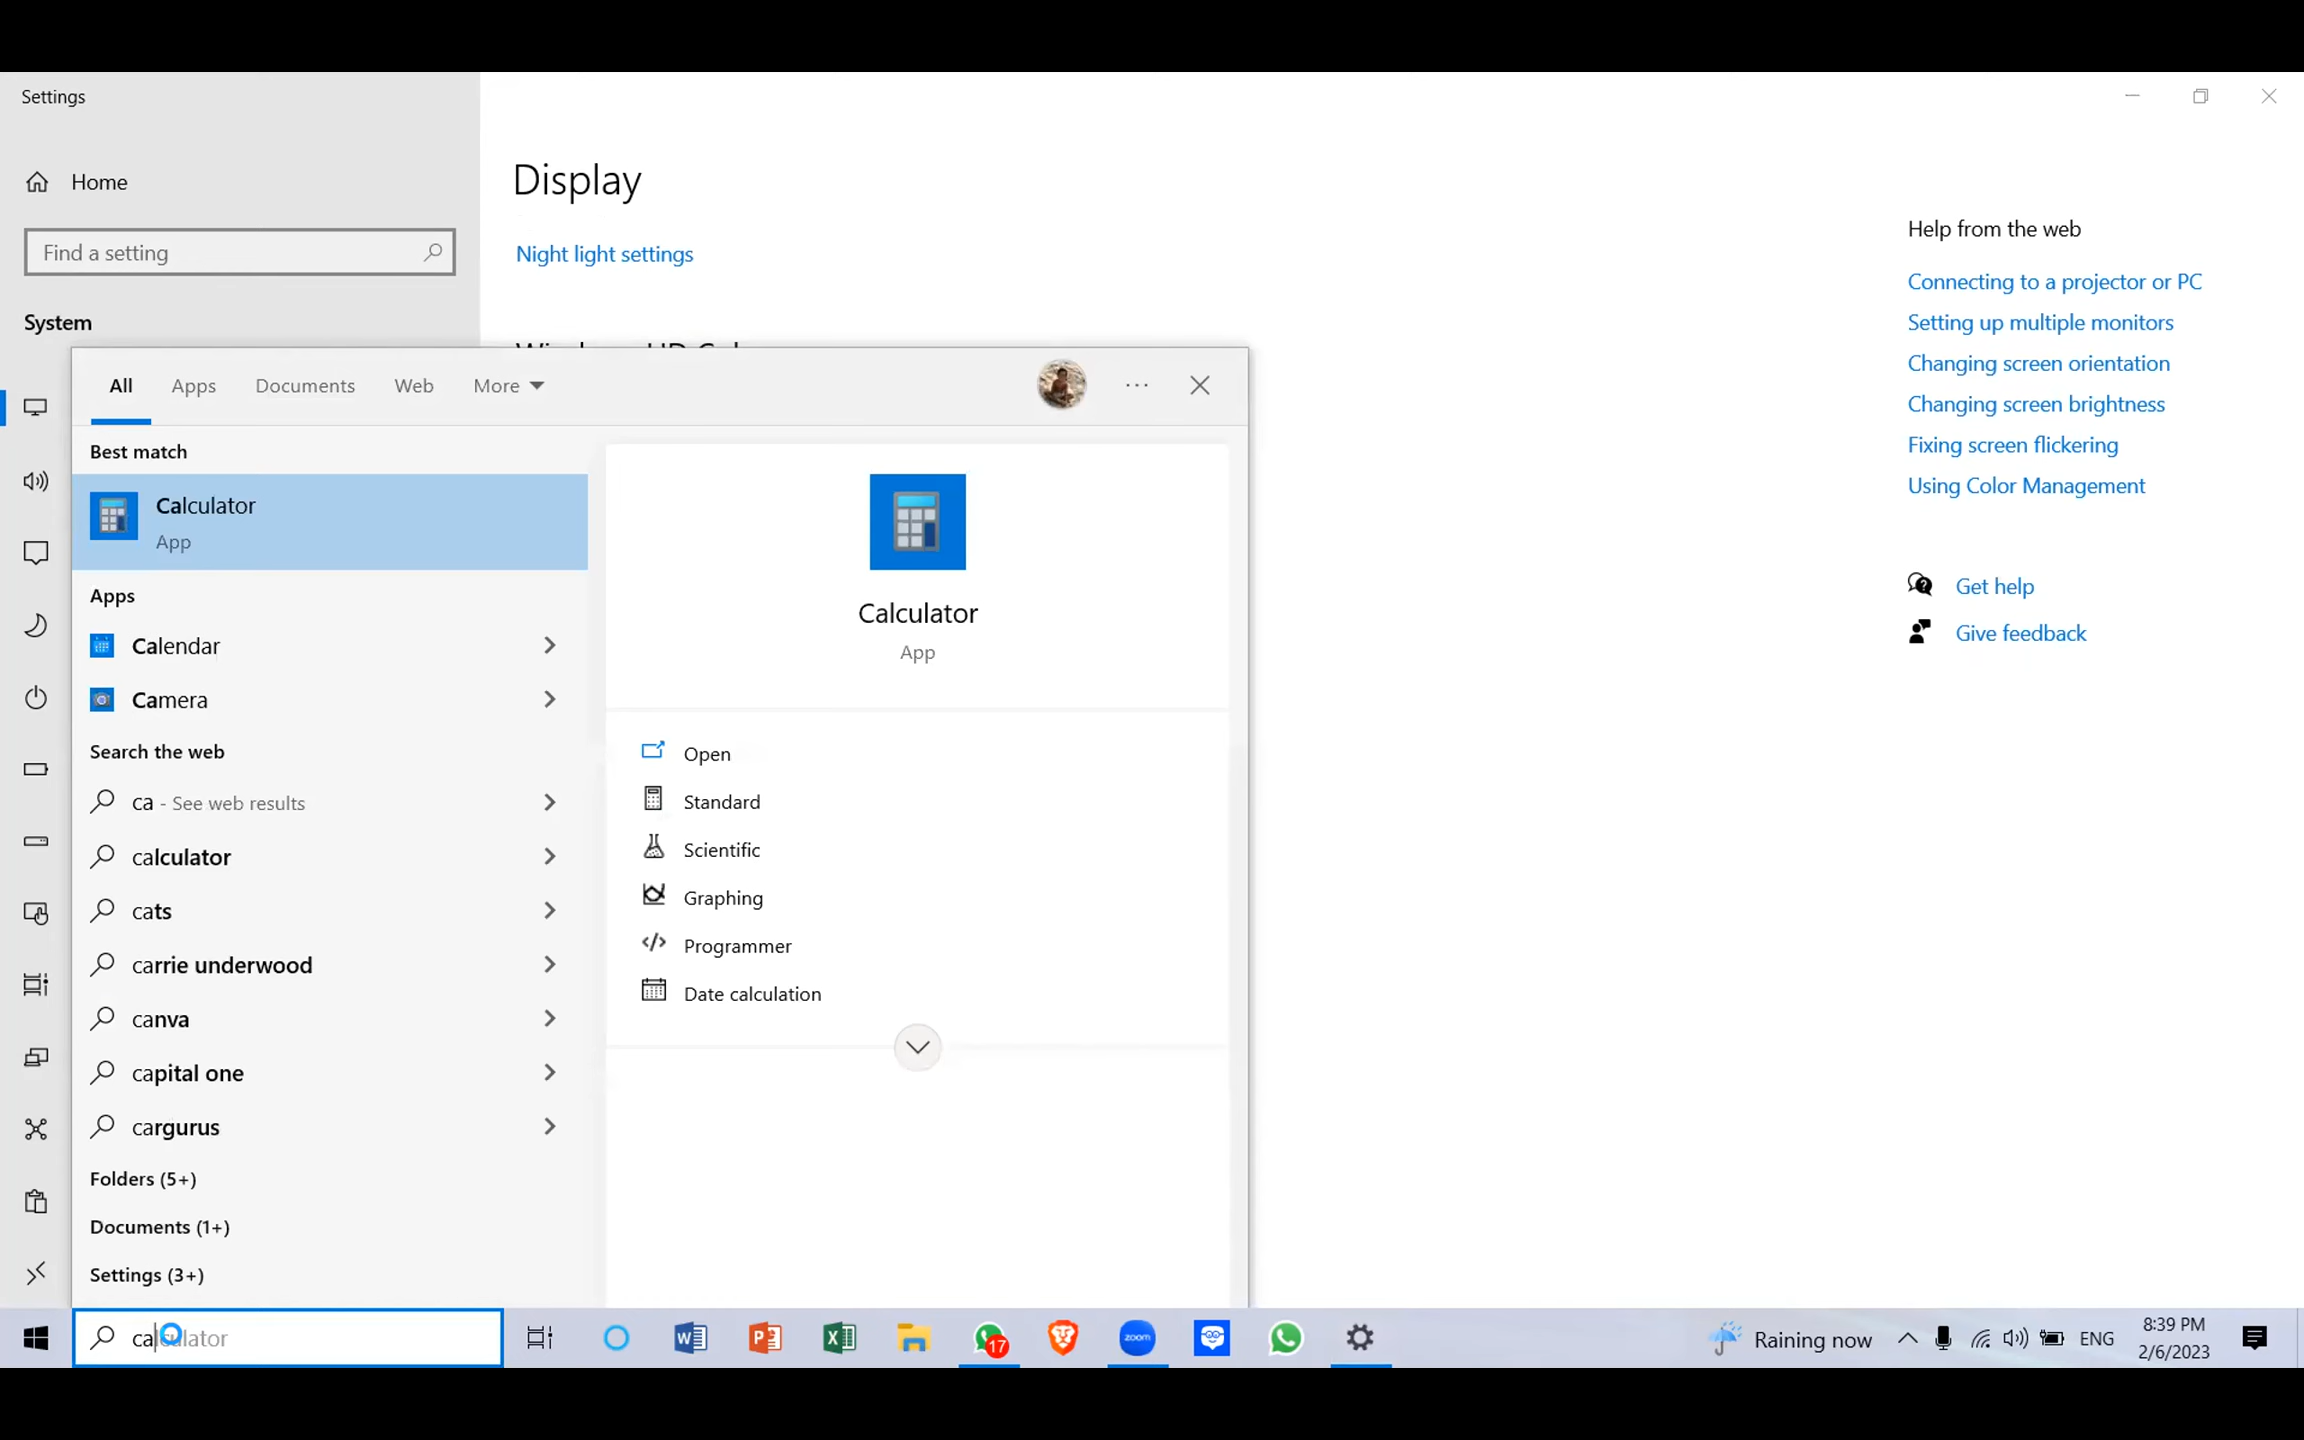 Settings
Home
Find a setting
System
Display
Night light settings
Help from the web
Connecting to a projector or PC
Setting up multiple monitors
Changing screen orientation
Changing screen brightness
Fixing screen flickering
Using Color Management
Get help
Give feedback
All Apps Documents Web More
Best match
Calculator
App
Apps
Calendar
Camera
Search the web
ca - See web results
calculator
cats
carrie underwood
canva
capital one
cargurus
Folders (5+)
Documents (1+)
Settings (3+)
Calculator
App
Open
Standard
Scientific
Graphing
Programmer
Date calculation
calculator
zoom
17
Raining now
ENG
8:39 PM
2/6/2023